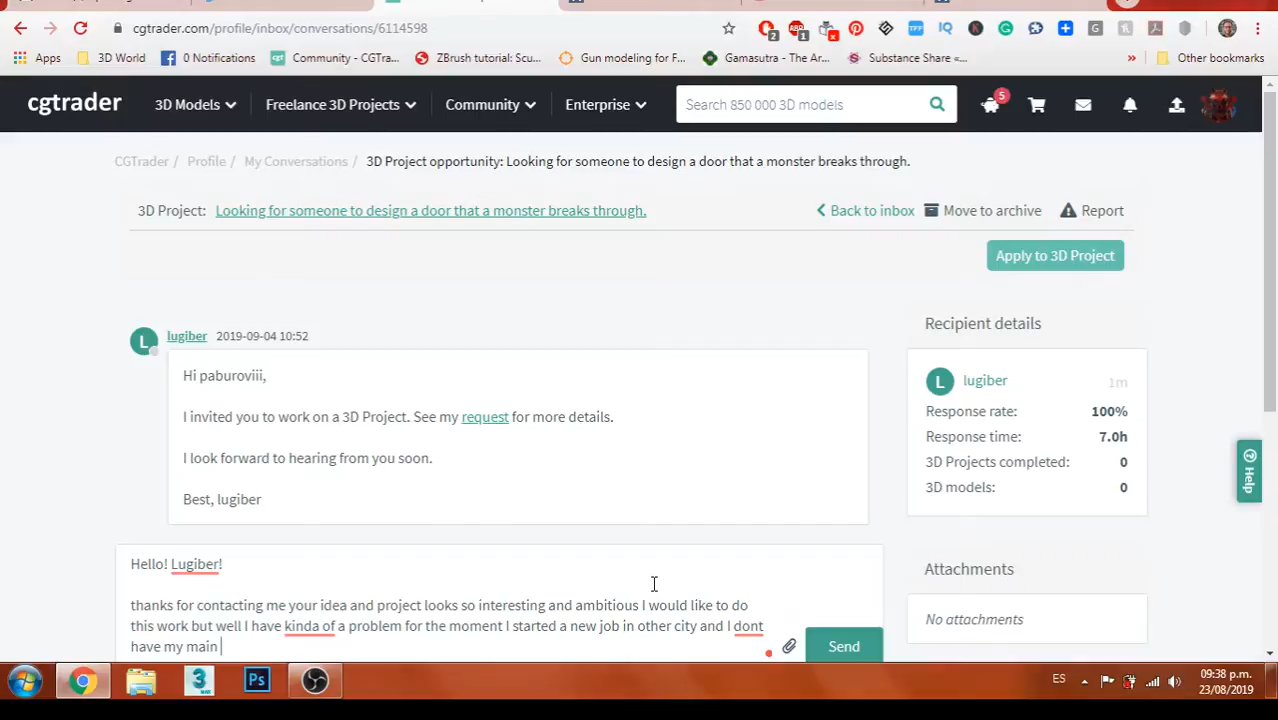 cgtrader.com/profile/inbox/conversations/6114598
2 1
Apps 3D World 0 Notifications Community - CGTra... ZBrush tutorial: Scu... Gun modeling for F... Gamasutra - The Ar... Substance Share «... » Other bookmarks
cgtrader 3D Models Freelance 3D Projects Community Enterprise Search 850 000 3D models 5
CGTrader / Profile / My Conversations / 3D Project opportunity: Looking for someone to design a door that a monster breaks through.
3D Project: Looking for someone to design a door that a monster breaks through. Back to inbox Move to archive Report
Apply to 3D Project
L lugiber 2019-09-04 10:52
Hi paburoviii,
I invited you to work on a 3D Project. See my request for more details.
I look forward to hearing from you soon.
Best, lugiber
Recipient details
L lugiber 1m
Response rate: 100%
Response time: 7.0h
3D Projects completed: 0
3D models: 0
Help
Hello! Lugiber!
thanks for contacting me your idea and project looks so interesting and ambitious I would like to do
this work but well I have kinda of a problem for the moment I started a new job in other city and I dont
have my main
Send
Attachments
No attachments
3 MAX Ps ES 09:38 p.m.
23/08/2019